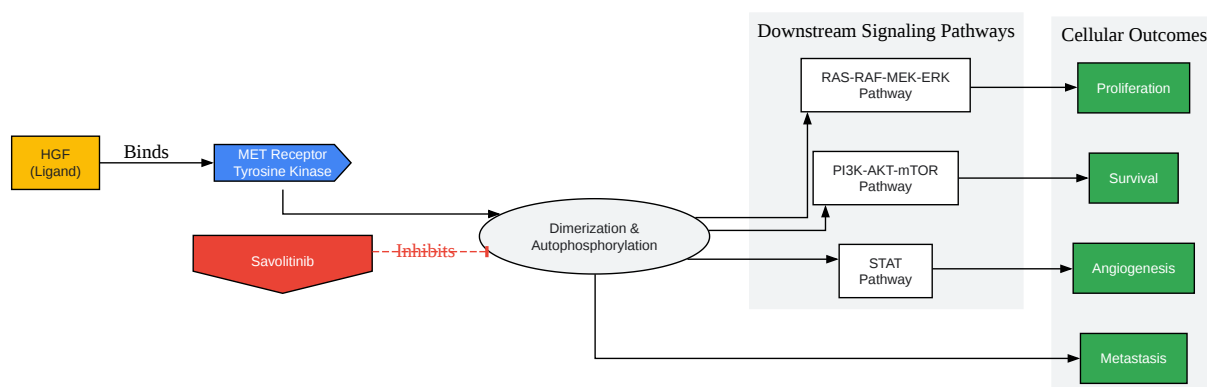 Downstream Signaling Pathways
Cellular Outcomes
RAS-RAF-MEK-ERK
Pathway
Proliferation
HGF
(Ligand)
Binds
MET Receptor
Tyrosine Kinase
PI3K-AKT-mTOR
Pathway
Survival
Dimerization &
Autophosphorylation
Savolitinib
Inhibits
STAT
Pathway
Angiogenesis
Metastasis